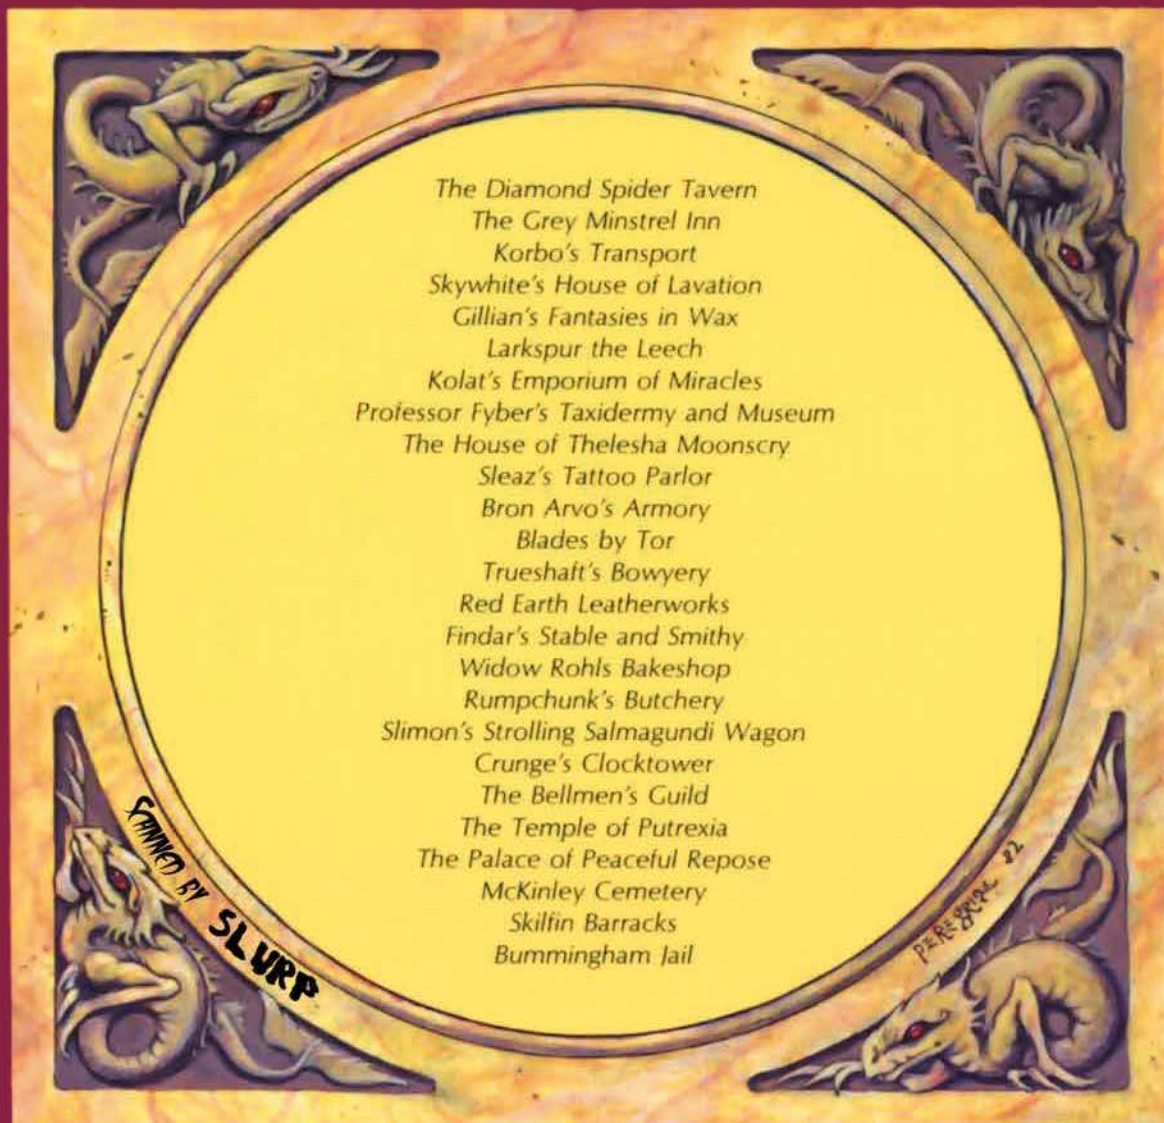 The Diamond Spider Tavern
The Grey Minstrel Inn
Korbo's Transport
Skywhite's House of Lavation
Gillian's Fantasies in Wax
Larkspur the Leech
Kolat's Emporium of Miracles
Professor Fyber's Taxidermy and Museum
The House of Thelesha Moonscry
Sleaz's Tattoo Parlor
Bron Arvo's Armory
Blades by Tor
Trueshaft's Bowyery
Red Earth Leatherworks
Findar's Stable and Smithy
Widow Rohls Bakeshop
Rumpchunk's Butchery
Slimon's Strolling Salmagundi Wagon
Crunge's Clocktower
The Bellmen's Guild
The Temple of Putrexia
The Palace of Peaceful Repose
McKinley Cemetery
Skilfin Barracks
Bummingham Jail
SCANNED BY SLURP
PEREGRINE 82